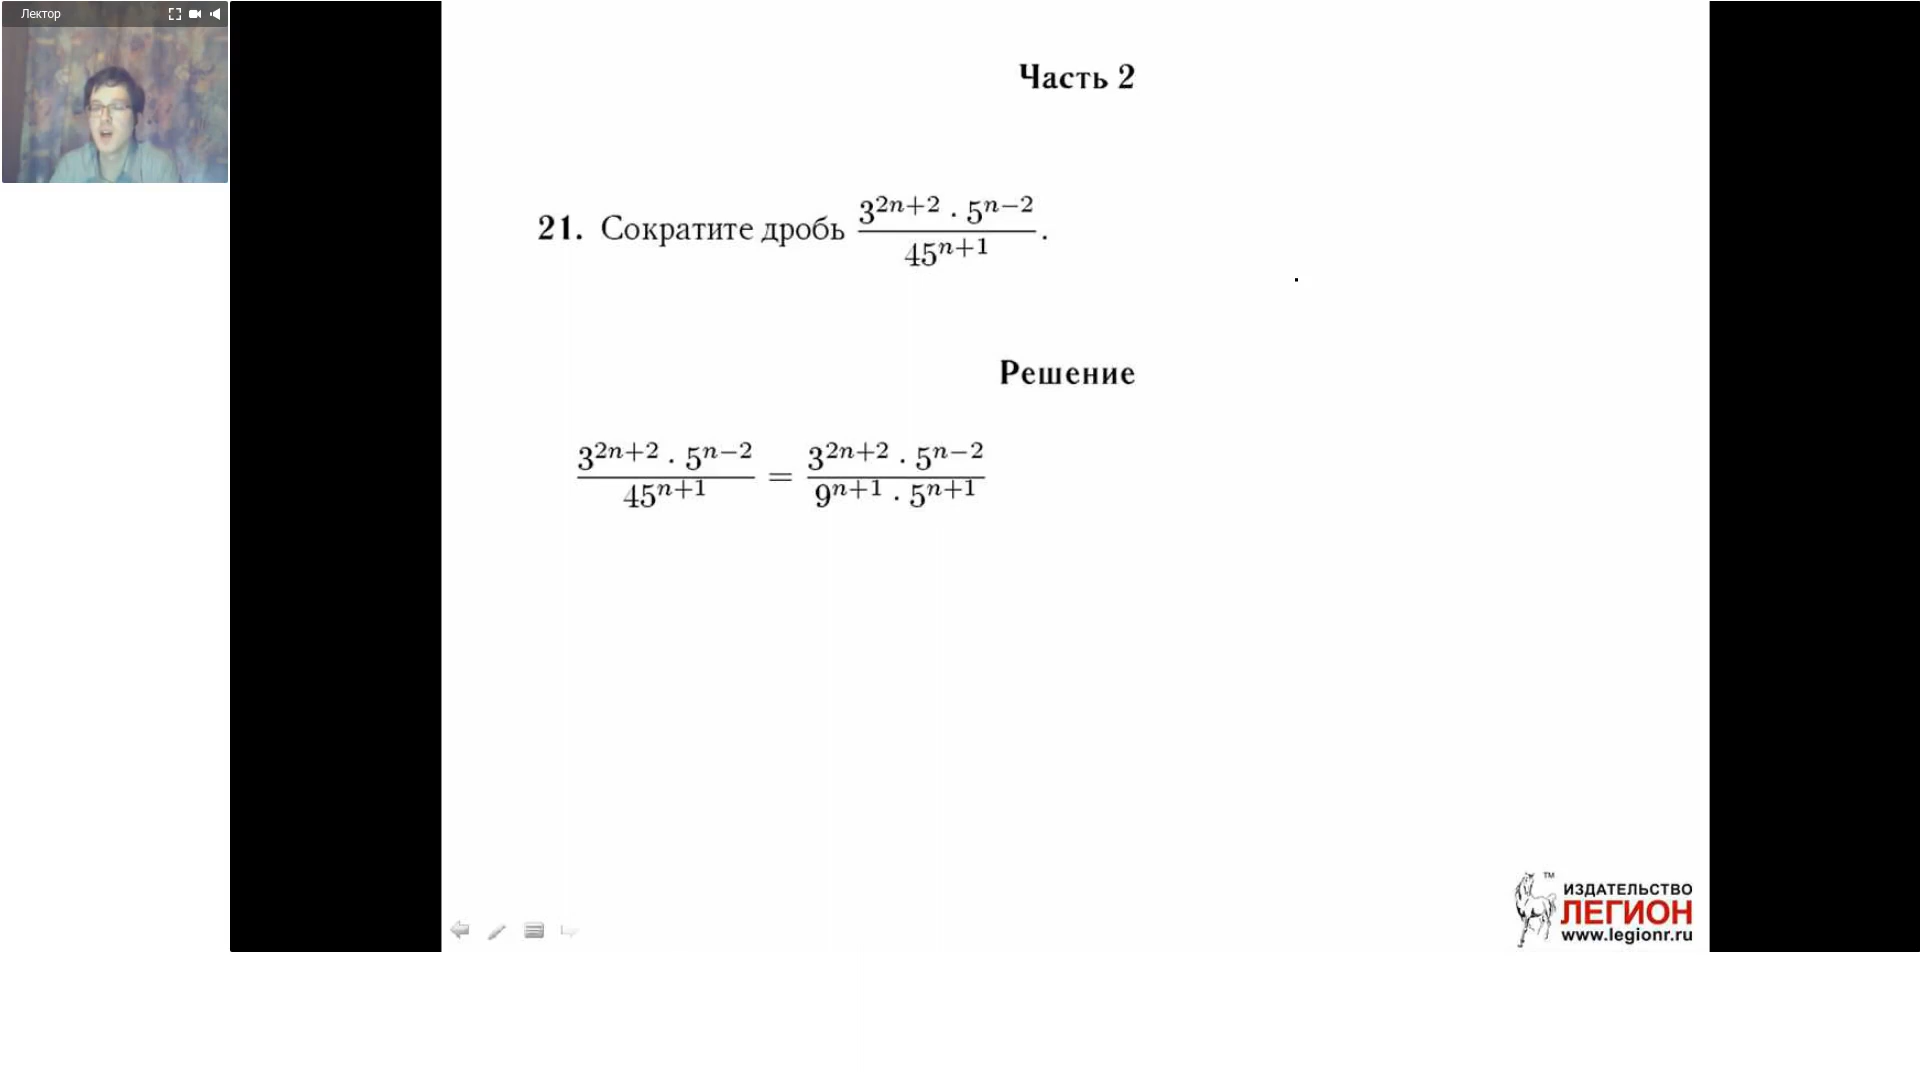 Лектор
Часть 2
21. Сократите дробь \frac{3^{2n+2} \cdot 5^{n-2}}{45^{n+1}}.
Решение
\frac{3^{2n+2} \cdot 5^{n-2}}{45^{n+1}} = \frac{3^{2n+2} \cdot 5^{n-2}}{9^{n+1} \cdot 5^{n+1}}
TM
ИЗДАТЕЛЬСТВО
ЛЕГИОН
www.legionr.ru